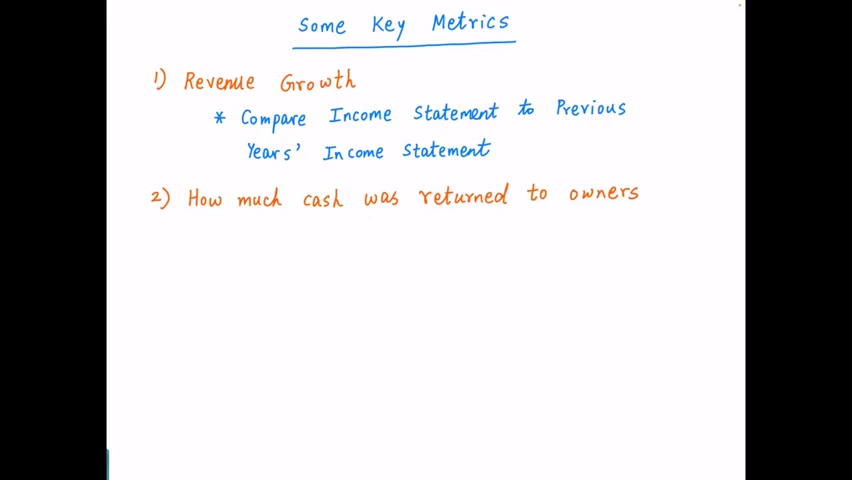 Some Key Metrics
1) Revenue Growth
* Compare Income Statement to Previous
Years' Income Statement
2) How much cash was returned to owners